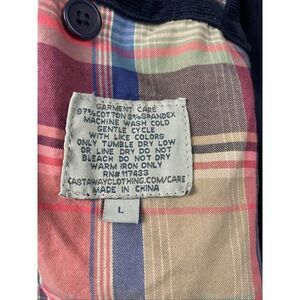 GARMENT CARE
97% COTTON 3% SPANDEX
MACHINE WASH COLD
GENTLE CYCLE
WITH LIKE COLORS
ONLY TUMBLE DRY LOW
OR LINE DRY DO NOT
BLEACH DO NOT DRY
WARM IRON ONLY
RN# 117433
CASTAWAYCLOTHING.COM/CARE
MADE IN CHINA
L